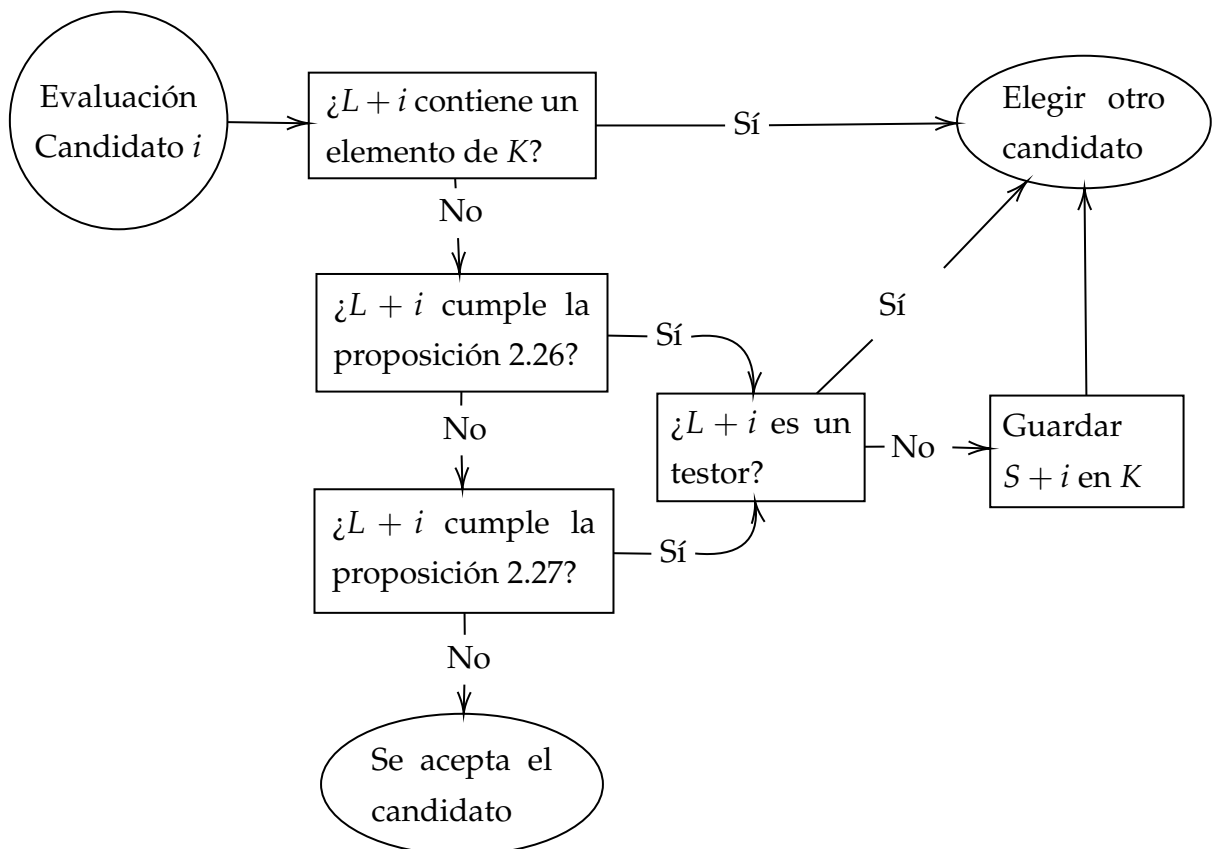 Evaluación
Candidato i
¿L + i contiene un
elemento de K?
Sí
Elegir otro
candidato
No
¿L + i cumple la
proposición 2.26?
Sí
Sí
No
¿L + i es un
testor?
No
Guardar
S + i en K
¿L + i cumple la
proposición 2.27?
Sí
No
Se acepta el
candidato